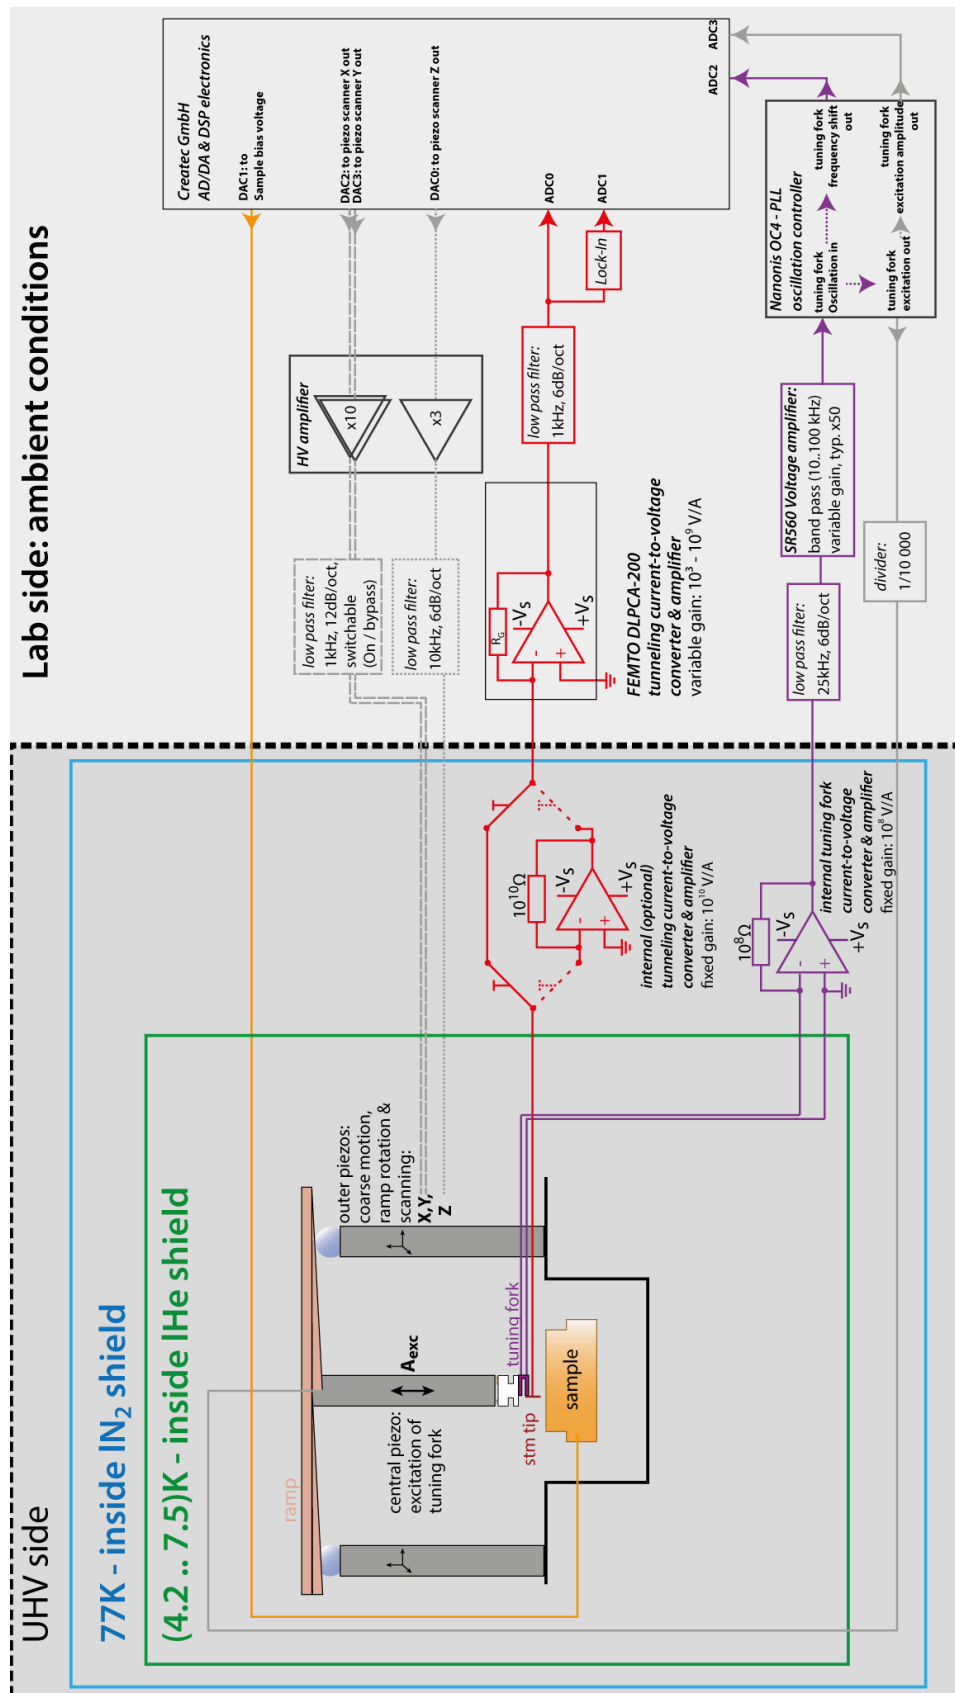 UHV side
Lab side: ambient conditions
77K - inside lN2 shield
(4.2 .. 7.5)K - inside lHe shield
Createc GmbH
AD/DA & DSP electronics
DAC1: to
Sample bias voltage
DAC2: to piezo scanner X out
DAC3: to piezo scanner Y out
DAC0: to piezo scanner Z out
ADC0
ADC1
ADC2
ADC3
HV amplifier
x10
x3
Lock-In
low pass filter:
1kHz, 12dB/oct,
switchable
(On / bypass)
low pass filter:
10kHz, 6dB/oct
low pass filter:
1kHz, 6dB/oct
RG
-VS
+VS
-
+
FEMTO DLPCA-200
tunneling current-to-voltage
converter & amplifier
variable gain: 10³ - 10⁹ V/A
Nanonis OC4 - PLL
oscillation controller
tuning fork
Oscillation in
tuning fork
frequency shift
out
tuning fork
excitation out
excitation amplitude
out
tuning fork
SR560 Voltage amplifier:
band pass (10..100 kHz)
variable gain, typ. x50
low pass filter:
25kHz, 6dB/oct
divider:
1/10 000
10¹⁰Ω
-VS
+VS
-
+
internal (optional)
tunneling current-to-voltage
converter & amplifier
fixed gain: 10¹⁰ V/A
10⁸Ω
-VS
+VS
-
+
internal tuning fork
current-to-voltage
converter & amplifier
fixed gain: 10⁸ V/A
ramp
outer piezos:
coarse motion,
ramp rotation &
scanning:
X,Y,
Z
Aexc
central piezo:
excitation of
tuning fork
tuning fork
stm tip
sample